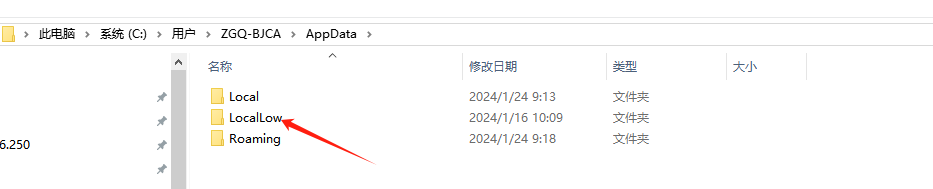 此电脑 › 系统 (C:) › 用户 › ZGQ-BJCA › AppData ›
名称 修改日期 类型 大小
Local 2024/1/24 9:13 文件夹
LocalLow 2024/1/16 10:09 文件夹
6.250
Roaming 2024/1/24 9:18 文件夹